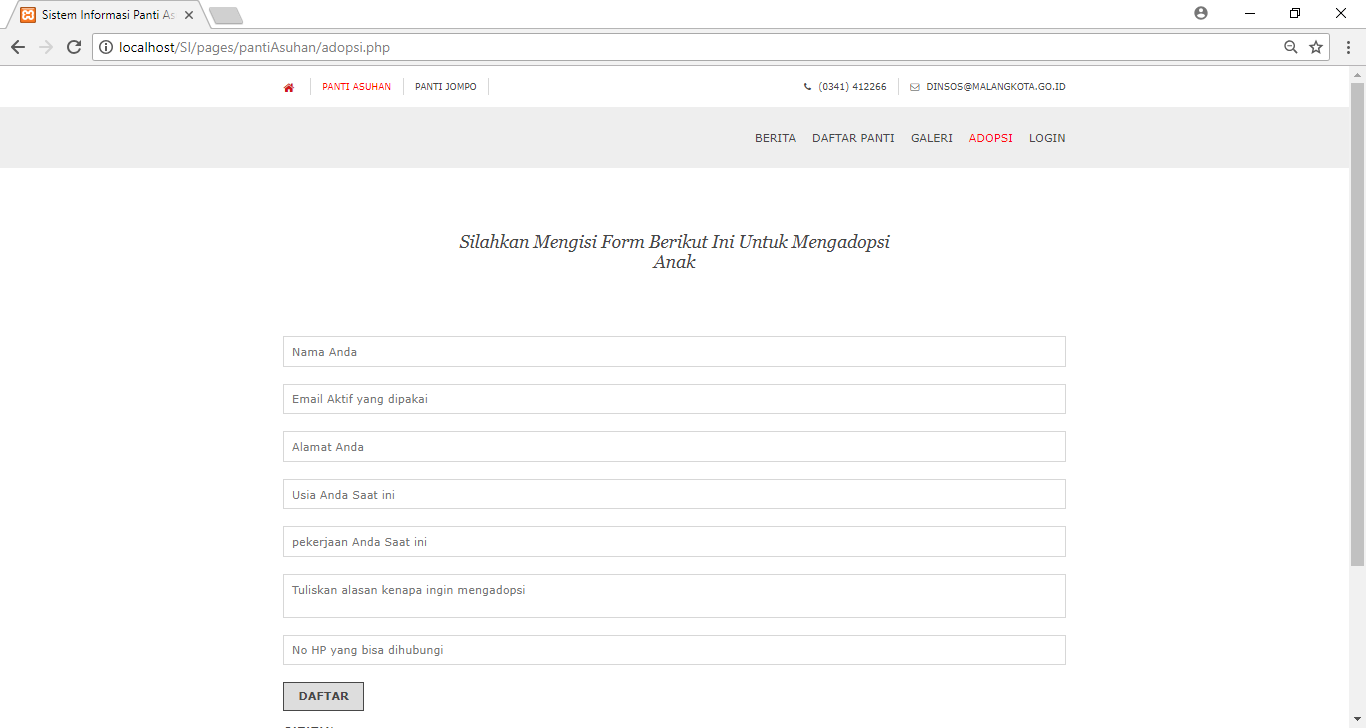 Sistem Informasi Panti As
localhost/SI/pages/pantiAsuhan/adopsi.php
PANTI ASUHAN
PANTI JOMPO
(0341) 412266
DINSOS@MALANGKOTA.GO.ID
BERITA
DAFTAR PANTI
GALERI
ADOPSI
LOGIN
Silahkan Mengisi Form Berikut Ini Untuk Mengadopsi
Anak
Nama Anda
Email Aktif yang dipakai
Alamat Anda
Usia Anda Saat ini
pekerjaan Anda Saat ini
Tuliskan alasan kenapa ingin mengadopsi
No HP yang bisa dihubungi
DAFTAR